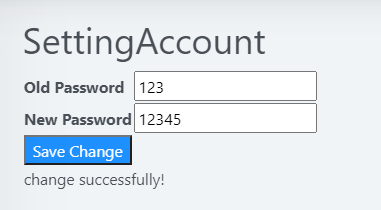 SettingAccount
Old Password 123
New Password 12345
Save Change
change successfully!